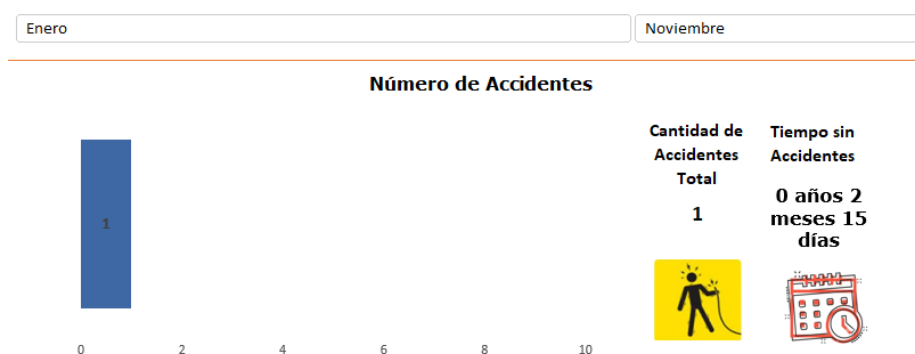 Enero
Noviembre
Número de Accidentes
Cantidad de
Accidentes
Total
1
Tiempo sin
Accidentes
0 años 2
meses 15
días
1
0 2 4 6 8 10